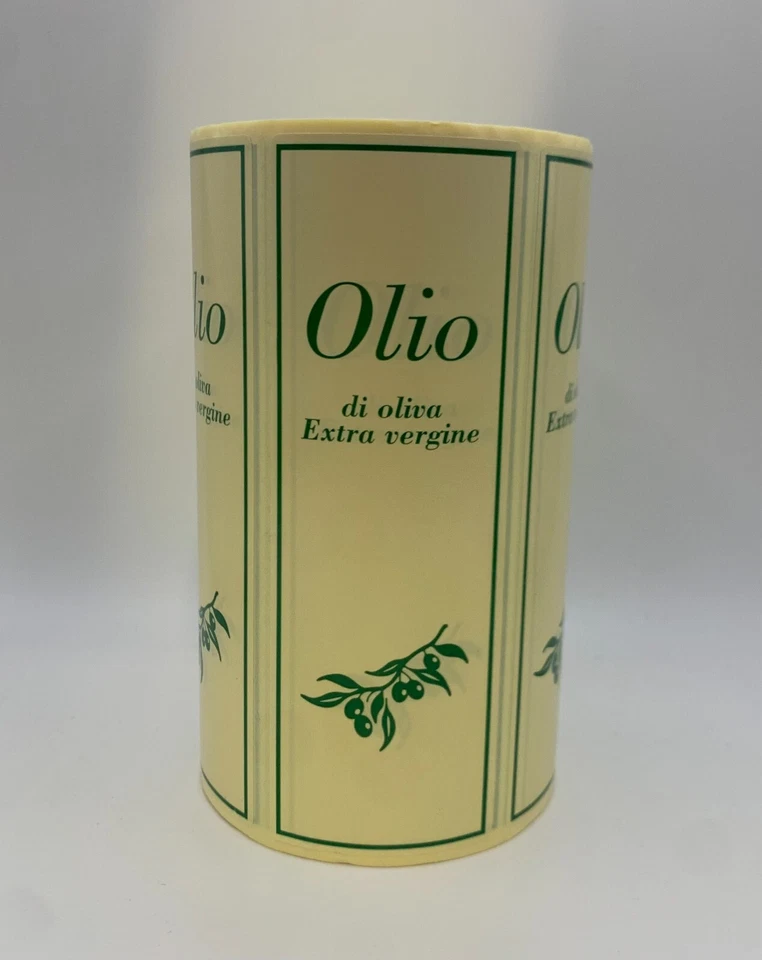 Olio
di oliva
Extra vergine